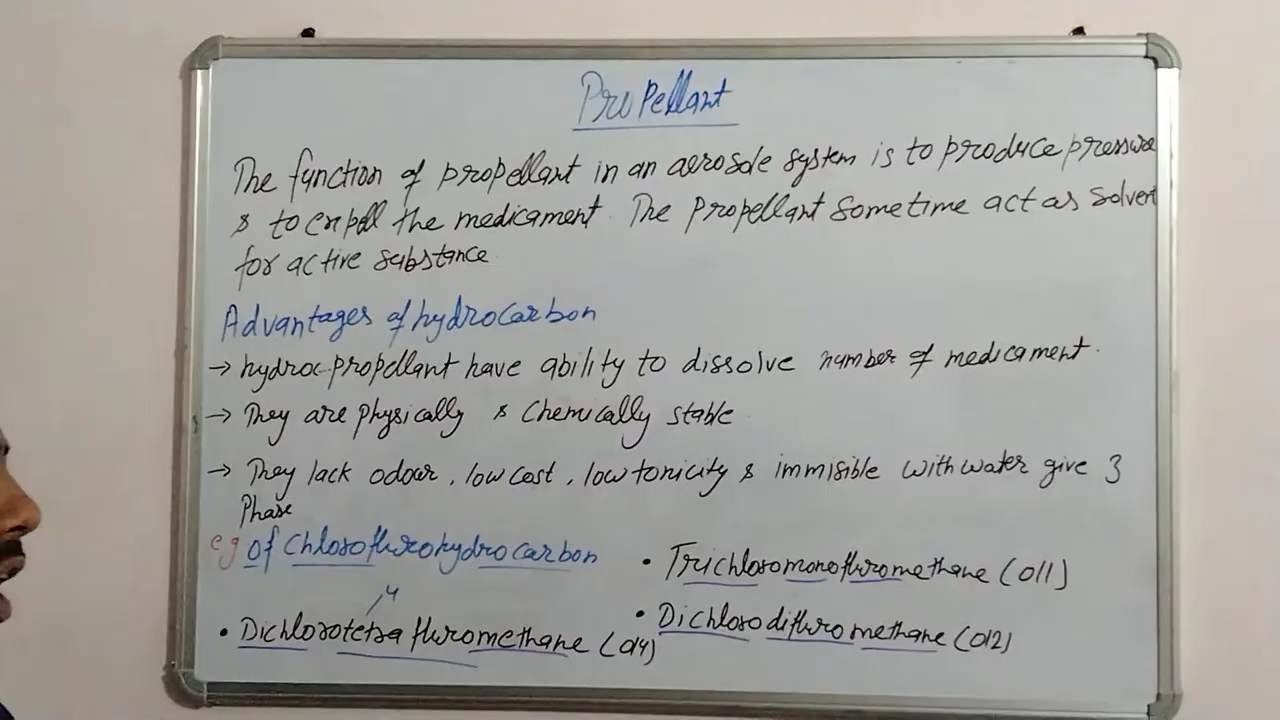 Propellant
The function of propellant in an aerosole system is to produce pressure
& to expell the medicament. The propellant sometime act as solvent
for active substance.
Advantages of hydrocarbon
→ hydroc. propellant have ability to dissolve number of medicament.
→ They are physically & chemically stable
→ They lack odour, low cost, low toxicity & immisible with water give 3
Phase
eg of Chloroflurohydrocarbon
• Trichloromonofluromethane (011)
4
• Dichlorotetrafluromethane (014)
• Dichlorodifluromethane (012)